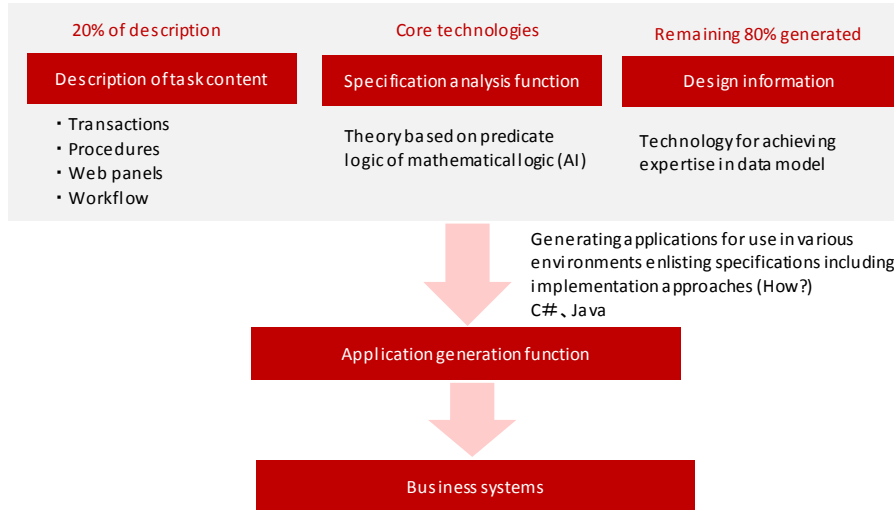 20% of description
Core technologies
Remaining 80% generated
Description of task content
Specification analysis function
Design information
・Transactions
・Procedures
・Web panels
・Workflow
Theory based on predicate
logic of mathematical logic (AI)
Technology for achieving
expertise in data model
Generating applications for use in various
environments enlisting specifications including
implementation approaches (How?)
C＃、Java
Application generation function
Business systems